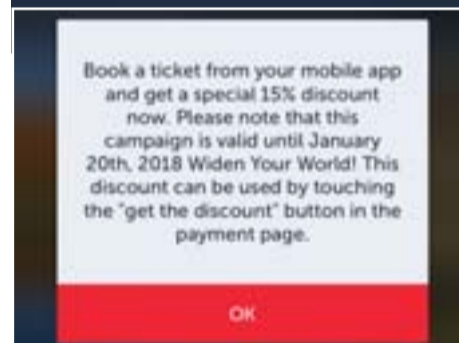 Book a ticket from your mobile app
and get a special 15% discount
now. Please note that this
campaign is valid until January
20th, 2018 Widen Your World! This
discount can be used by touching
the "get the discount" button in the
payment page.
OK